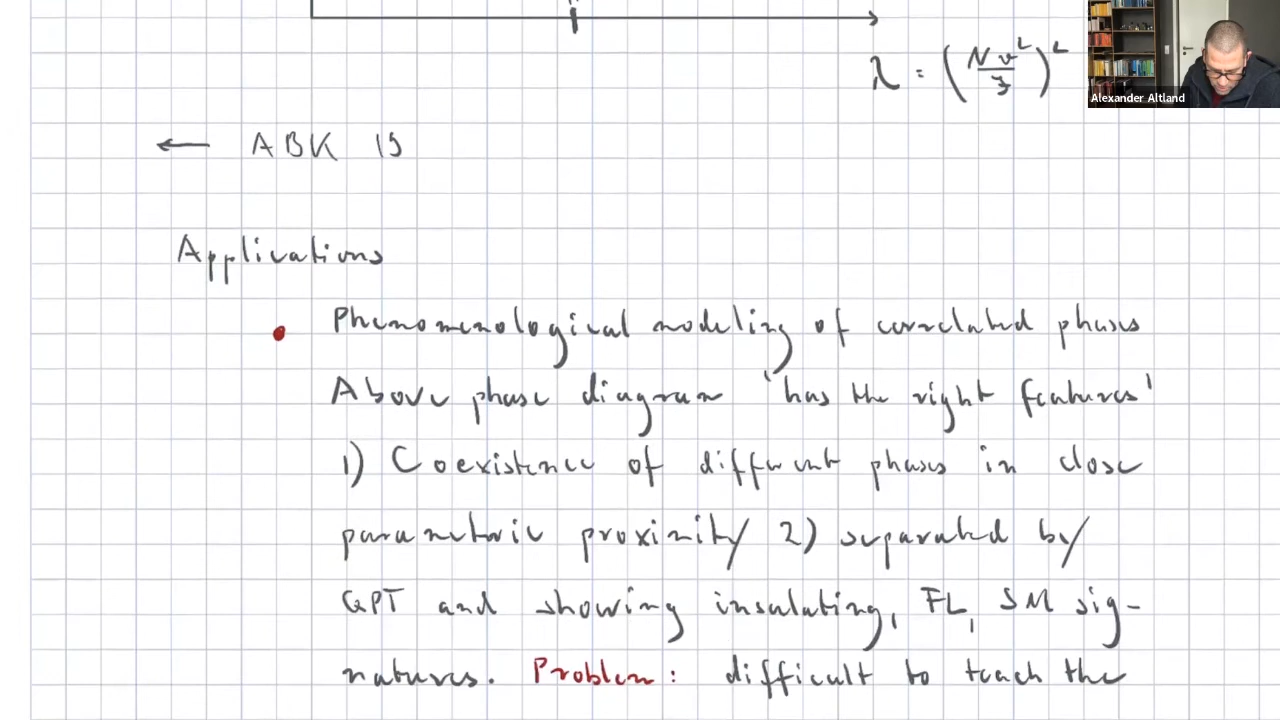 λ = (Nv²/J)²
Alexander Altland
← ABK 19
Applications
• Phenomenological modeling of correlated phases
Above phase diagram 'has the right features'
1) Coexistence of different phases in close
parametric proximity 2) separated by
QPT and showing insulating, FL, SM sig-
natures. Problem: difficult to teach the